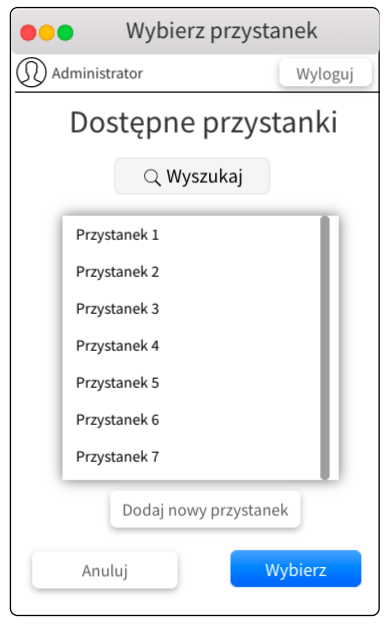 Wybierz przystanek
Administrator
Wyloguj
Dostępne przystanki
Wyszukaj
Przystanek 1
Przystanek 2
Przystanek 3
Przystanek 4
Przystanek 5
Przystanek 6
Przystanek 7
Dodaj nowy przystanek
Anuluj
Wybierz